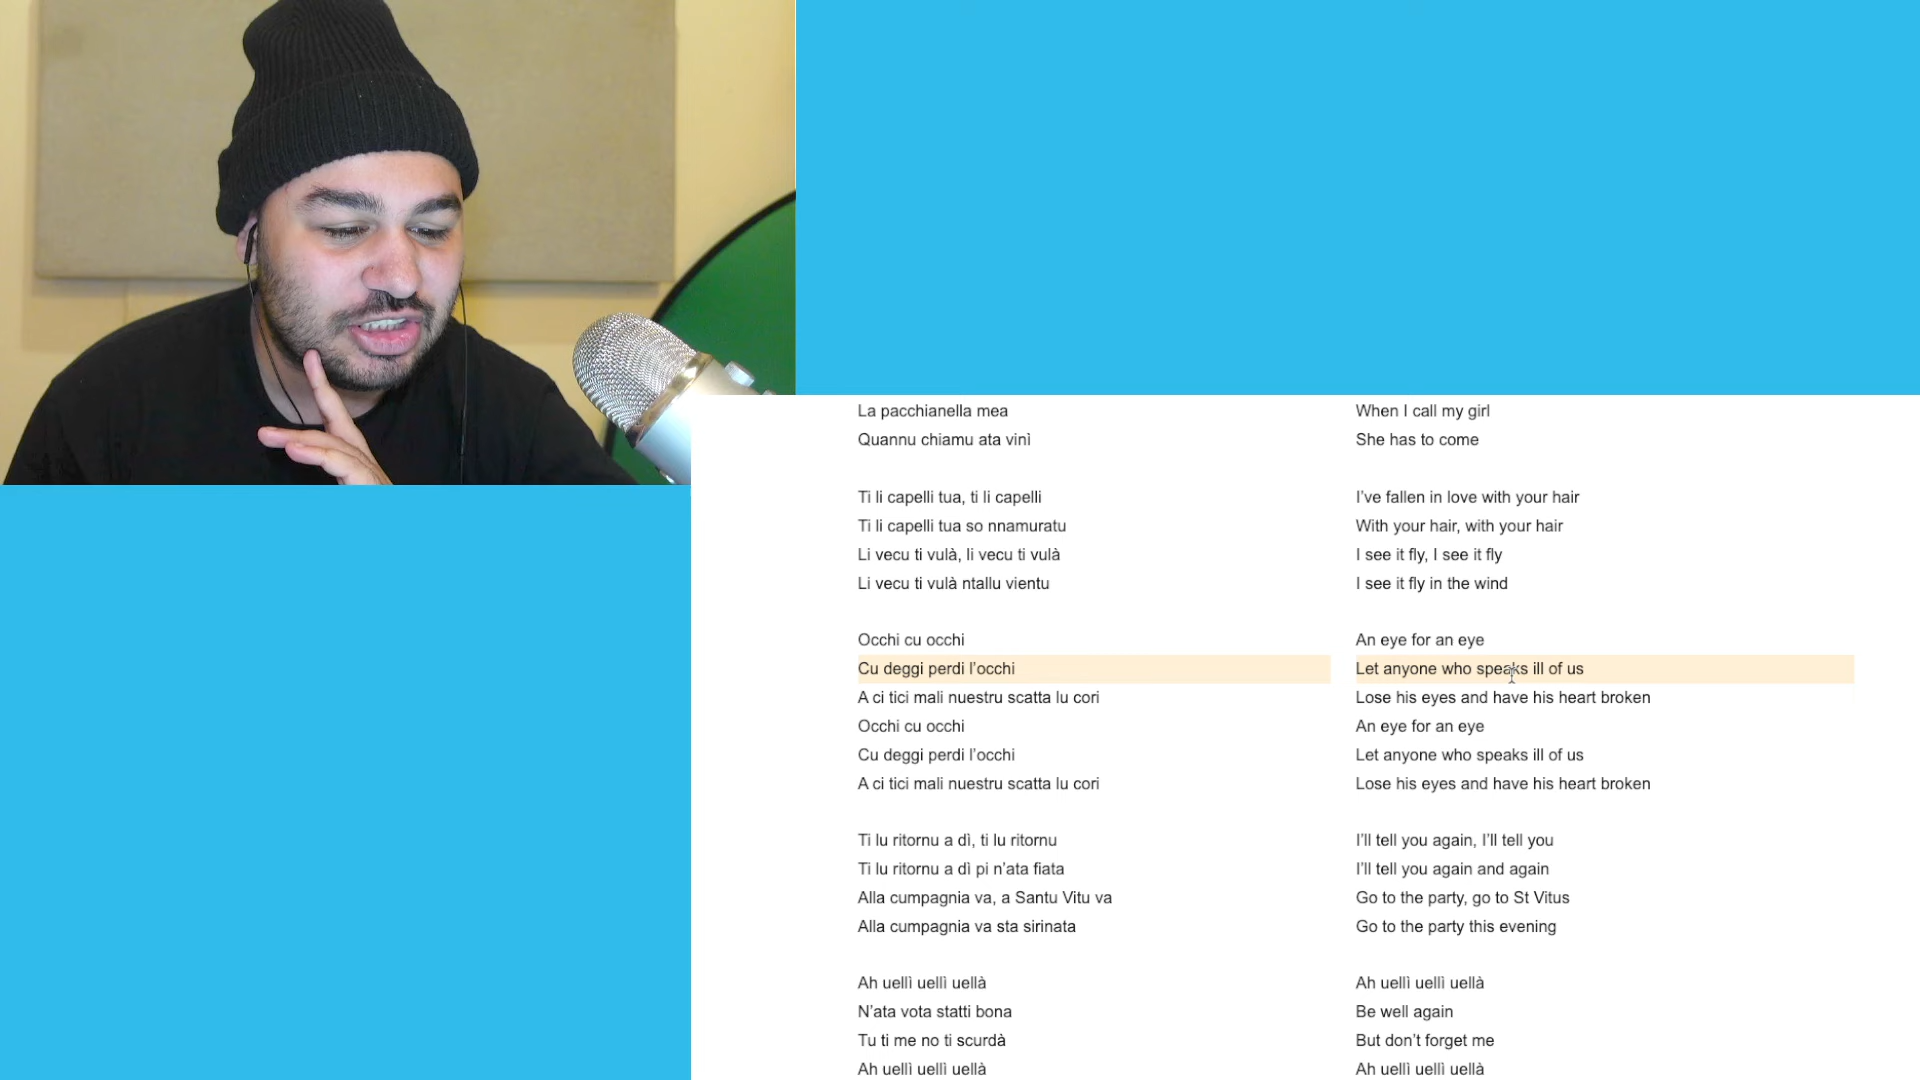 La pacchianella mea
Quannu chiamu ata vinì
Ti li capelli tua, ti li capelli
Ti li capelli tua so nnamuratu
Li vecu ti vulà, li vecu ti vulà
Li vecu ti vulà ntallu vientu
Occhi cu occhi
Cu deggi perdi l’occhi
A ci tici mali nuestru scatta lu cori
Occhi cu occhi
Cu deggi perdi l’occhi
A ci tici mali nuestru scatta lu cori
Ti lu ritornu a dì, ti lu ritornu
Ti lu ritornu a dì pi n’ata fiata
Alla cumpagnia va, a Santu Vitu va
Alla cumpagnia va sta sirinata
Ah uellì uellì uellà
N’ata vota statti bona
Tu ti me no ti scurdà
Ah uellì uellì uellà
When I call my girl
She has to come
I’ve fallen in love with your hair
With your hair, with your hair
I see it fly, I see it fly
I see it fly in the wind
An eye for an eye
Let anyone who speaks ill of us
Lose his eyes and have his heart broken
An eye for an eye
Let anyone who speaks ill of us
Lose his eyes and have his heart broken
I’ll tell you again, I’ll tell you
I’ll tell you again and again
Go to the party, go to St Vitus
Go to the party this evening
Ah uellì uellì uellà
Be well again
But don’t forget me
Ah uellì uellì uellà